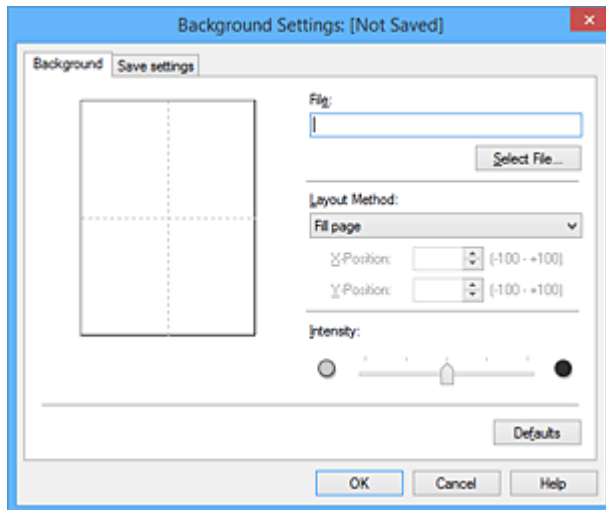 Background Settings: [Not Saved]
Background Save settings
File:
Select File...
Layout Method:
Fill page
X-Position: (-100 - +100)
Y-Position: (-100 - +100)
Intensity:
Defaults
OK Cancel Help